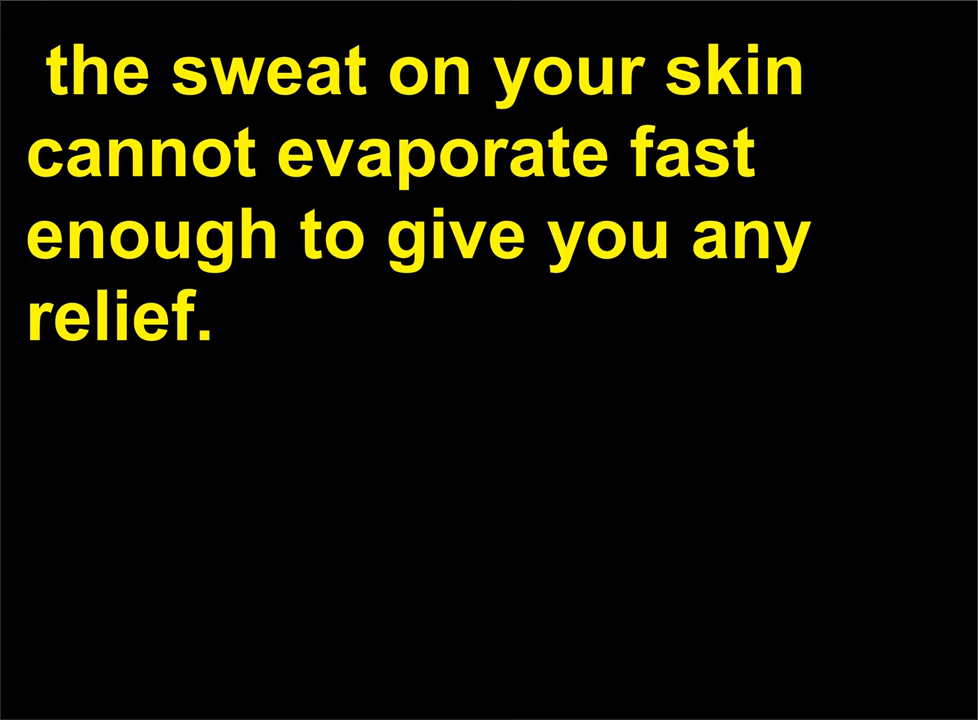 the sweat on your skin
cannot evaporate fast
enough to give you any
relief.